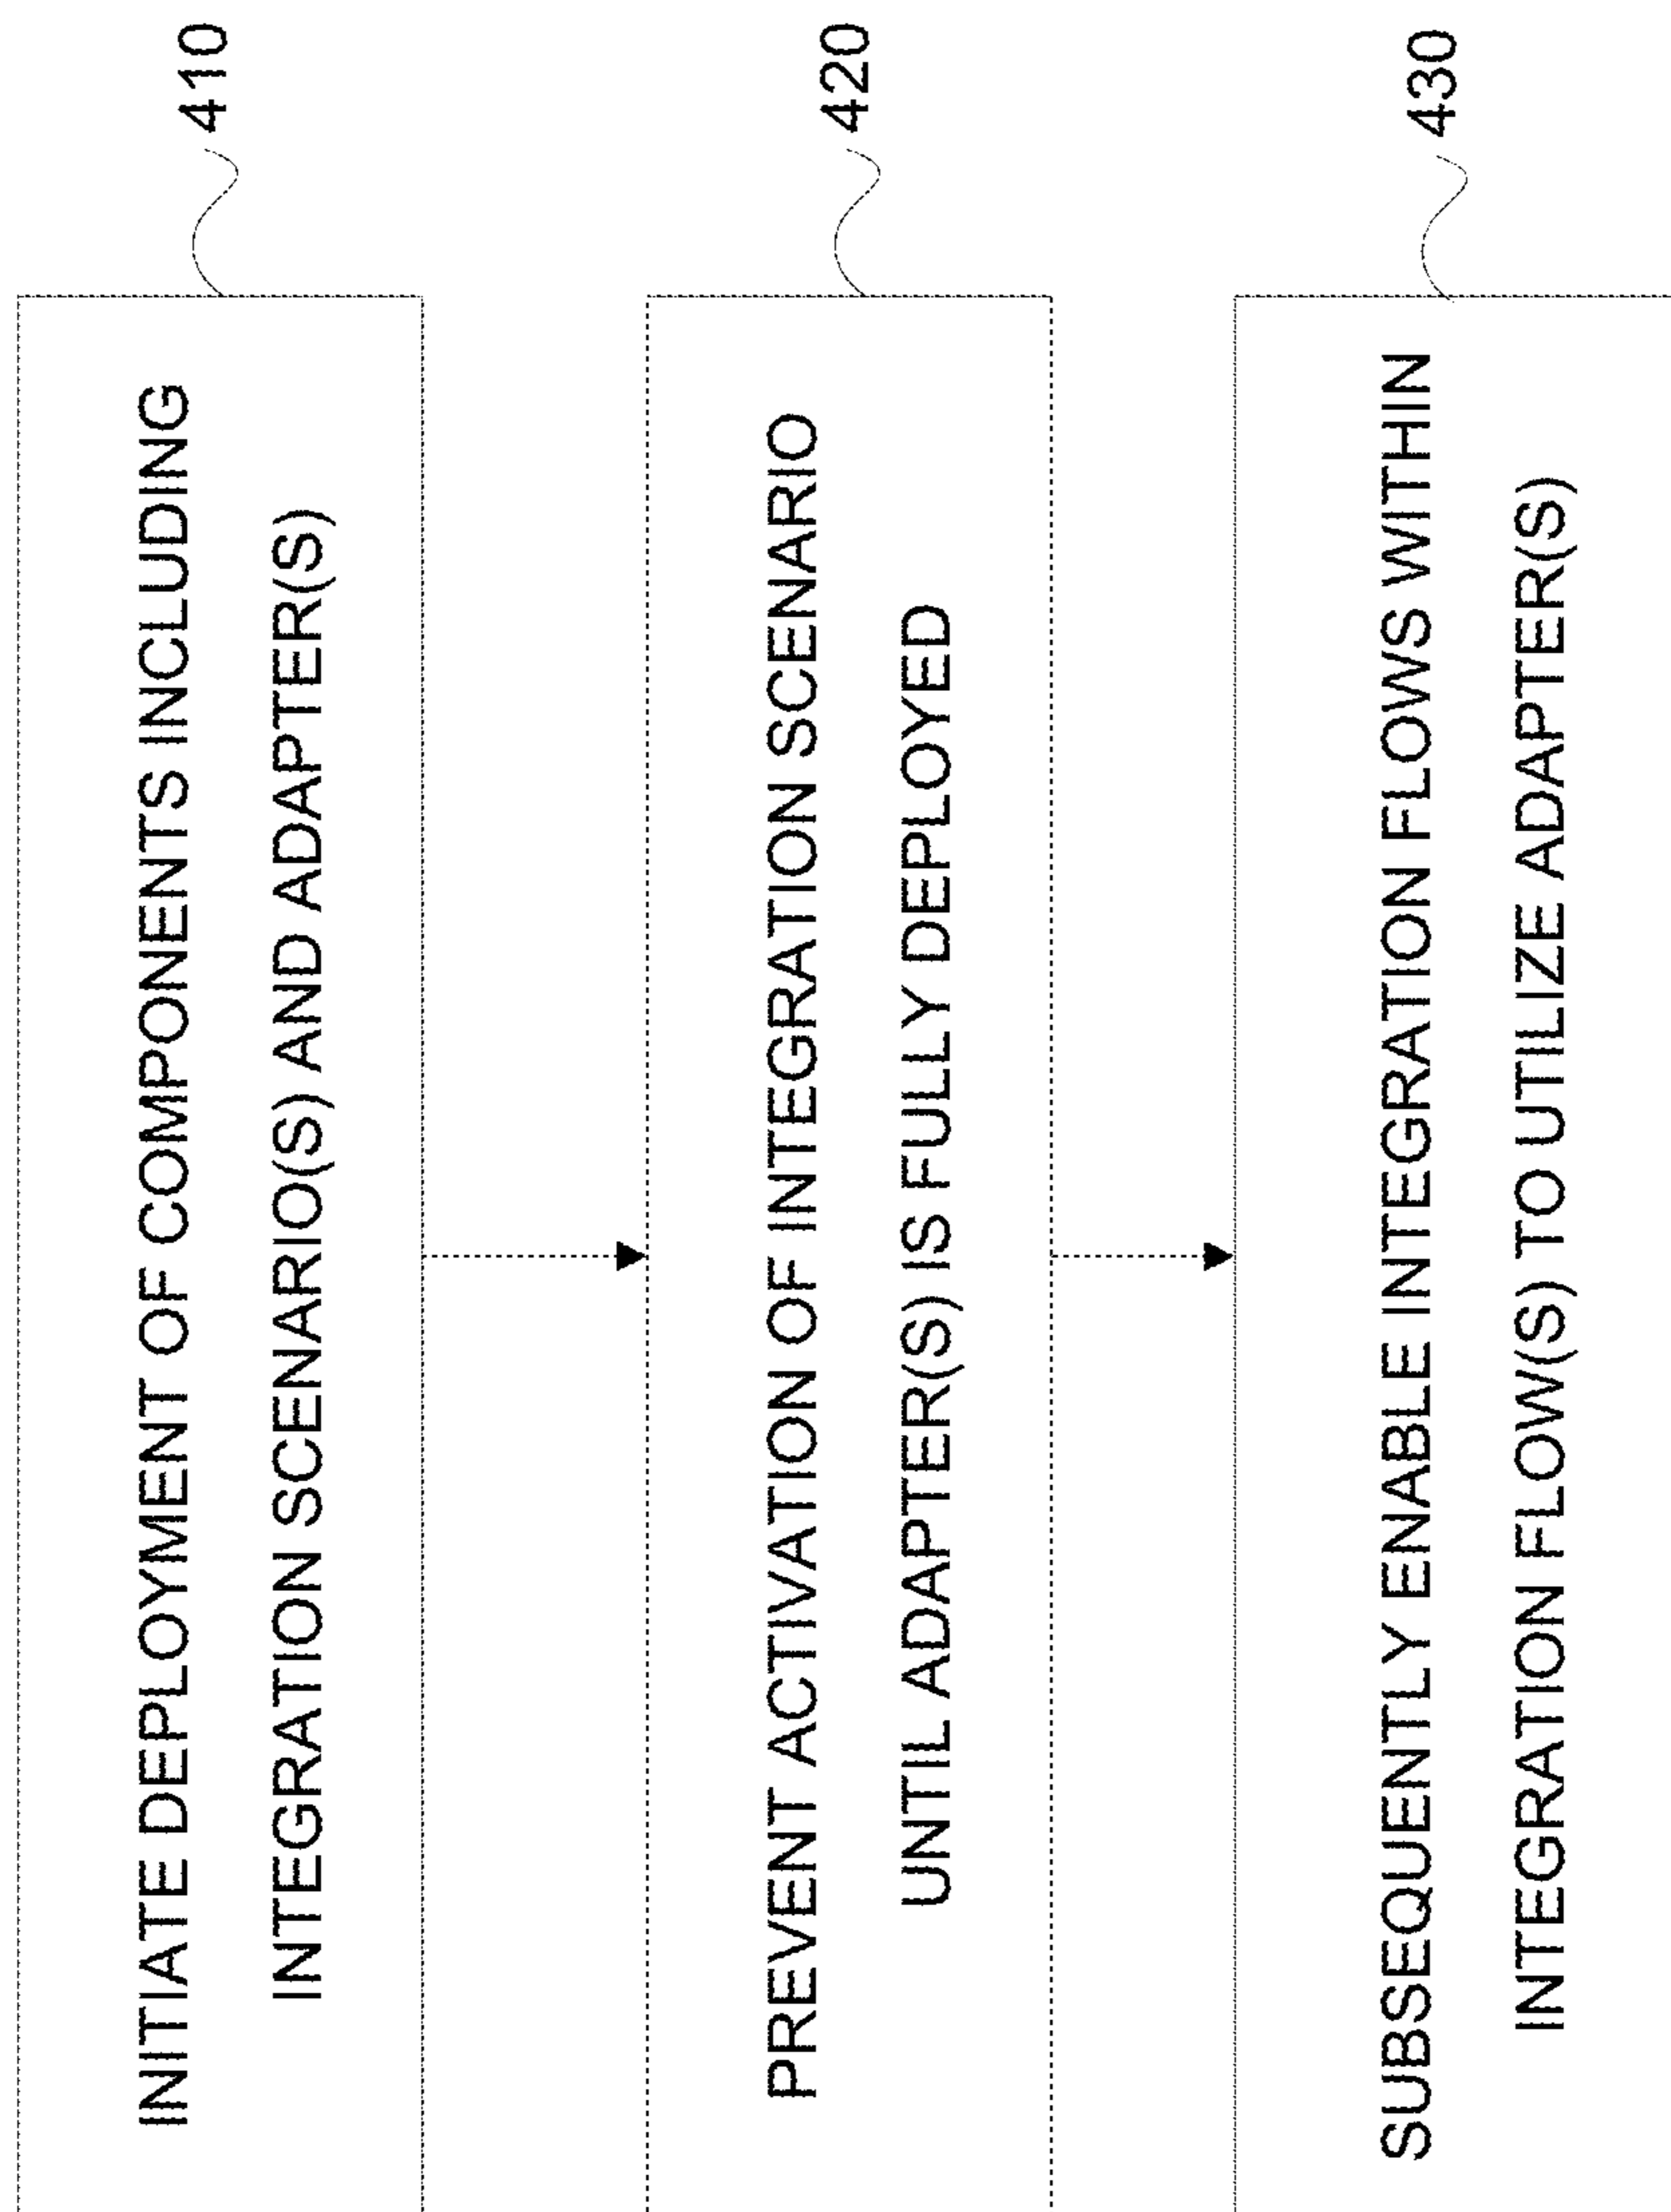 INITIATE DEPLOYMENT OF COMPONENTS INCLUDING
INTEGRATION SCENARIO(S) AND ADAPTER(S)
410
PREVENT ACTIVATION OF INTEGRATION SCENARIO
UNTIL ADAPTER(S) IS FULLY DEPLOYED
420
SUBSEQUENTLY ENABLE INTEGRATION FLOWS WITHIN
INTEGRATION FLOW(S) TO UTILIZE ADAPTER(S)
430